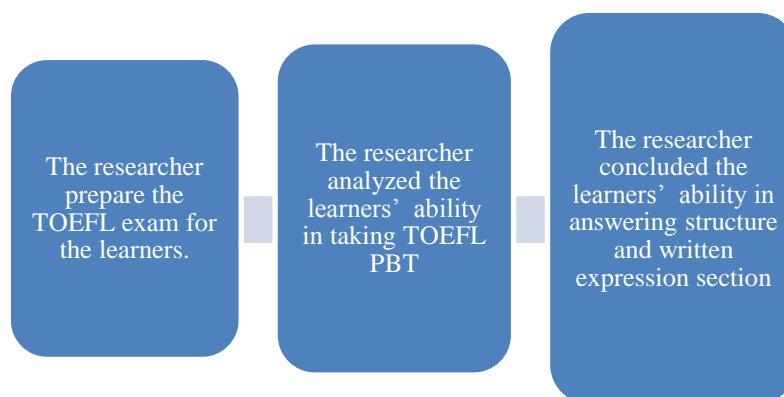 The researcher
prepare the
TOEFL exam for
the learners.
The researcher
analyzed the
learners’ ability
in taking TOEFL
PBT
The researcher
concluded the
learners’ ability in
answering structure
and written
expression section